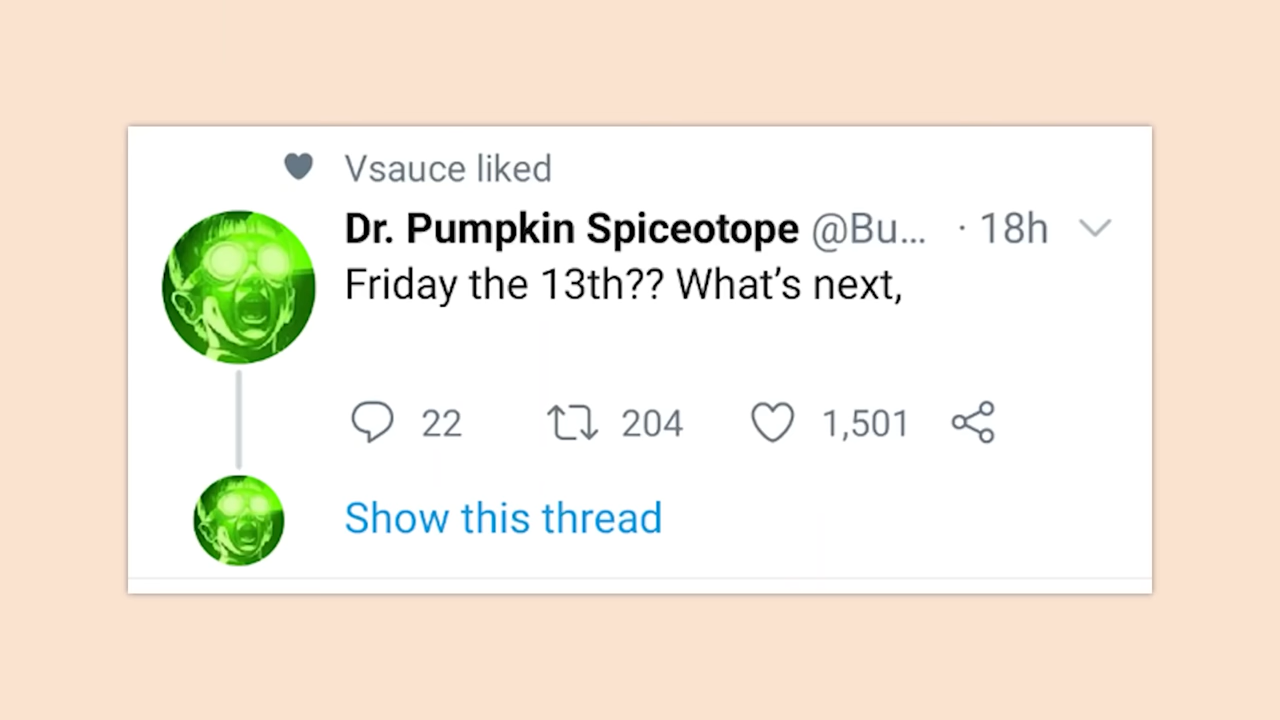 Vsauce liked
Dr. Pumpkin Spiceotope @Bu... · 18h
Friday the 13th?? What's next,
22 204 1,501
Show this thread